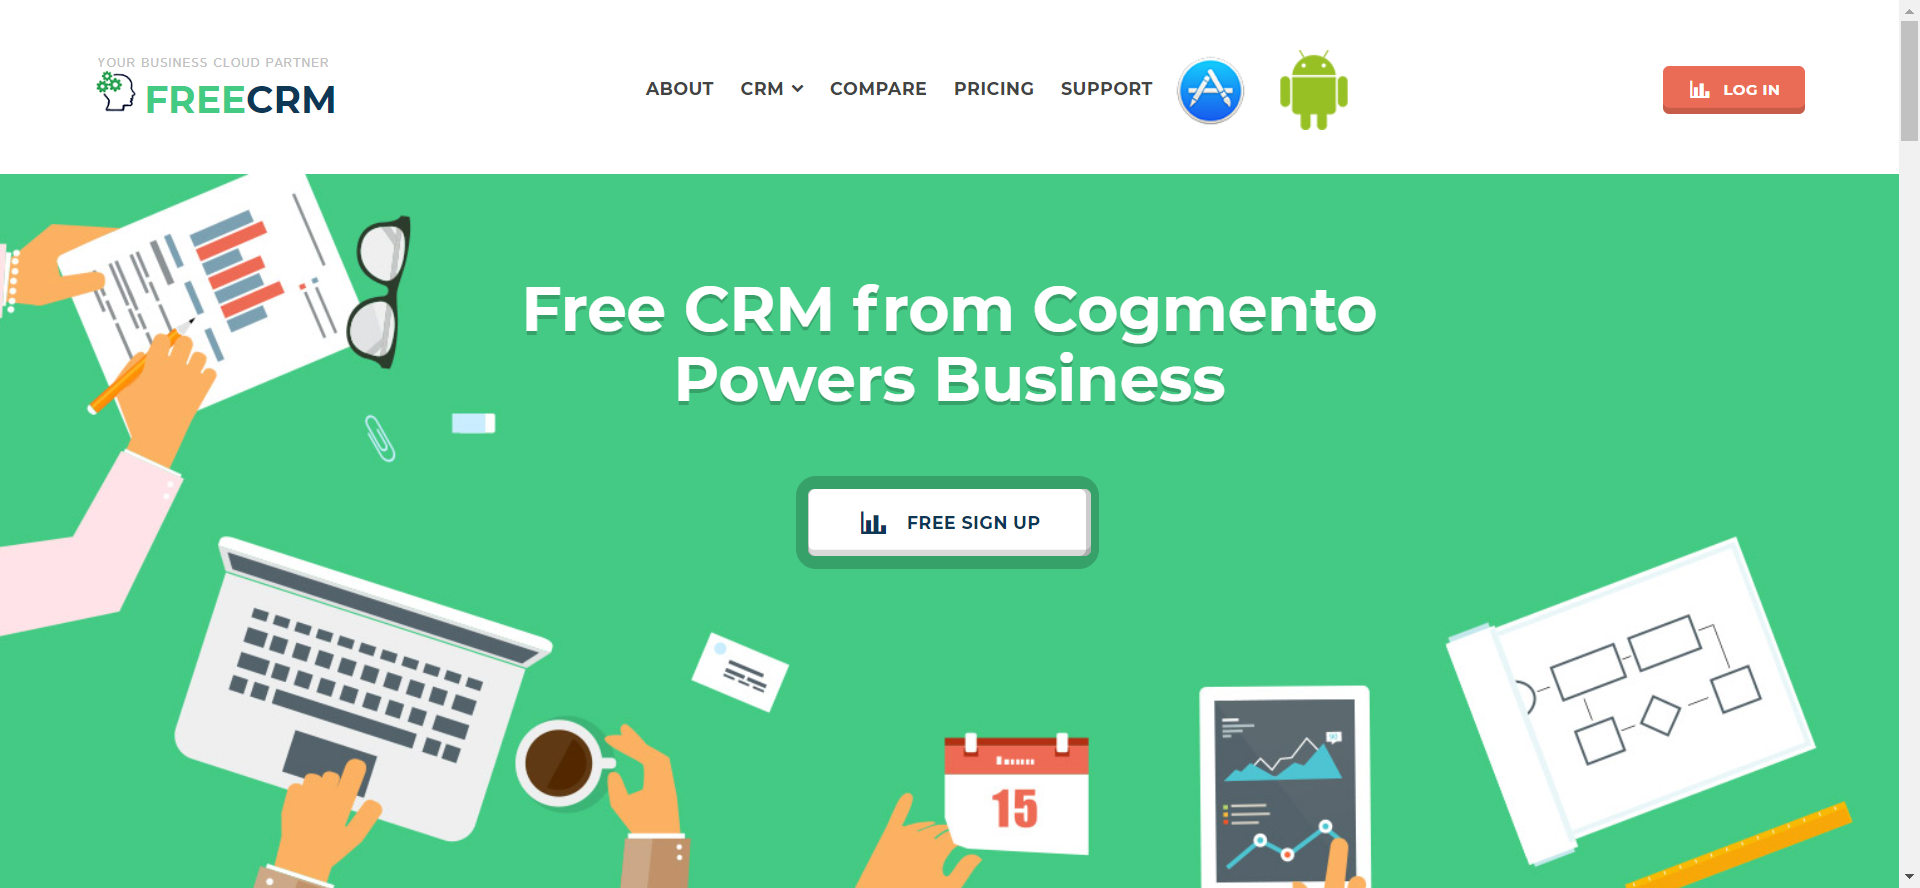 YOUR BUSINESS CLOUD PARTNER
FREECRM
ABOUT CRM COMPARE PRICING SUPPORT
LOG IN
Free CRM from Cogmento
Powers Business
FREE SIGN UP
15